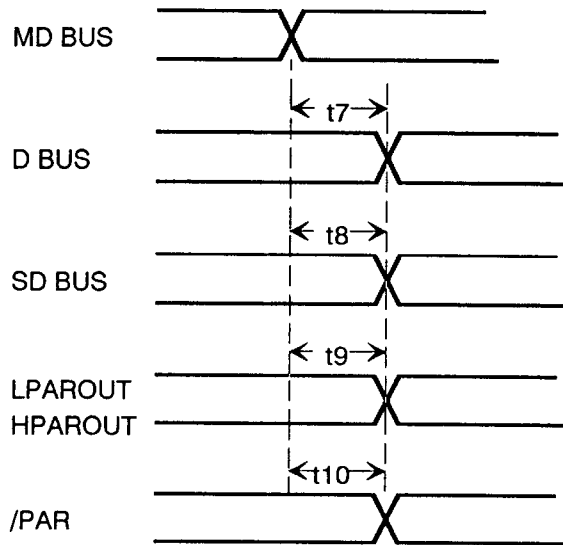 MD BUS
t7
D BUS
t8
SD BUS
t9
LPAROUT
HPAROUT
t10
/PAR